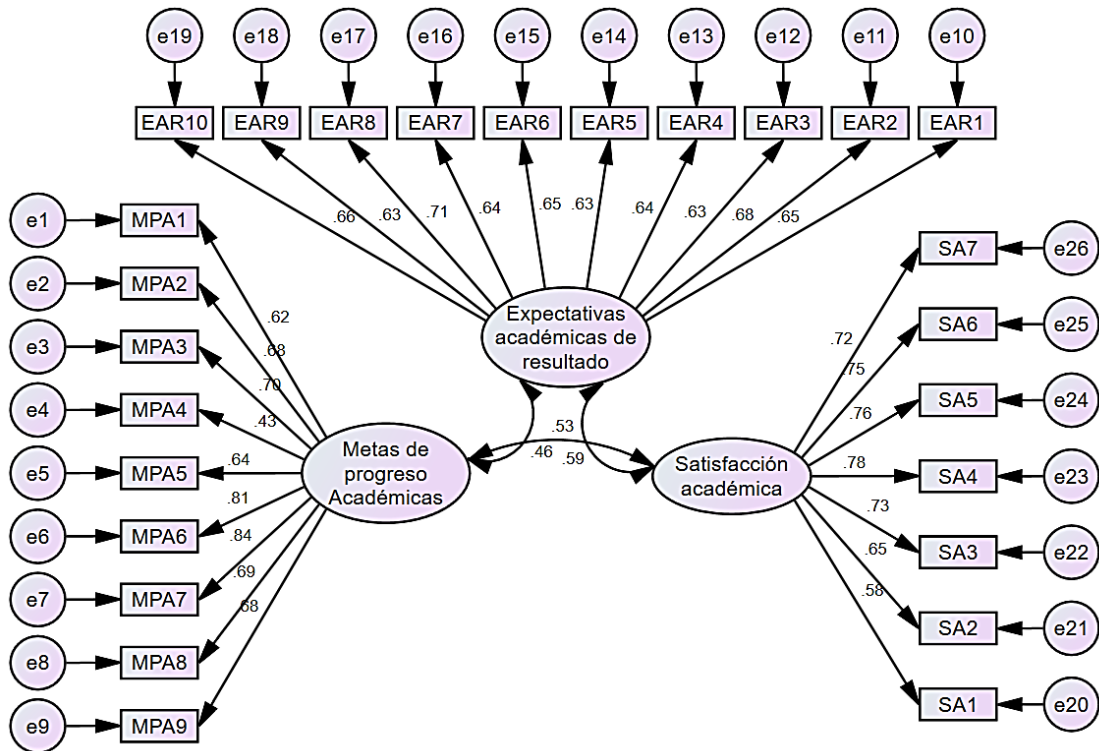 e19 e18 e17 e16 e15 e14 e13 e12 e11 e10
EAR10 EAR9 EAR8 EAR7 EAR6 EAR5 EAR4 EAR3 EAR2 EAR1
.66 .63 .71 .64 .65 .63 .64 .63 .68 .65
e1 MPA1
e2 MPA2
e3 MPA3
e4 MPA4
e5 MPA5
e6 MPA6
e7 MPA7
e8 MPA8
e9 MPA9
.62
.68
.70
.43
.64
.81
.84
.69
.68
Expectativas
académicas de
resultado
Metas de
progreso
Académicas
.53
.46 .59
Satisfacción
académica
.72
.75
.76
.78
.73
.65
.58
SA7 e26
SA6 e25
SA5 e24
SA4 e23
SA3 e22
SA2 e21
SA1 e20